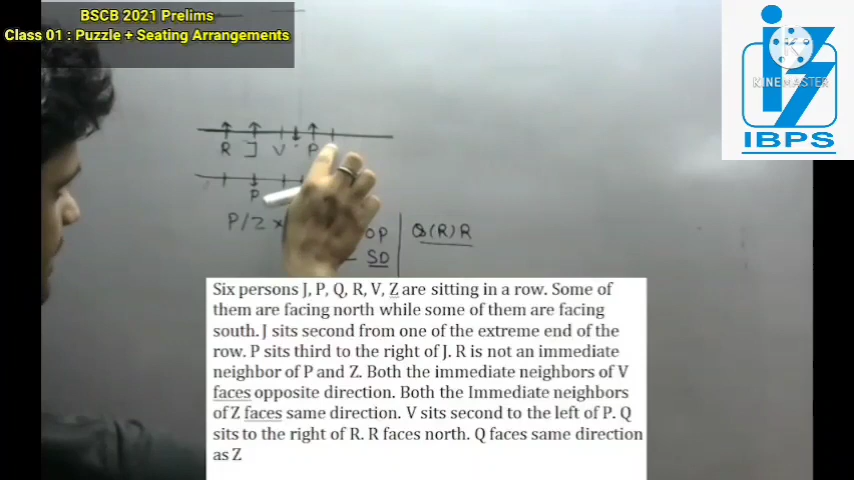 BSCB 2021 Prelims
Class 01 : Puzzle + Seating Arrangements
KINEMASTER
IBPS
R J V P
P
P/Z x
OP
SD
Q(R)R
Six persons J, P, Q, R, V, Z are sitting in a row. Some of
them are facing north while some of them are facing
south. J sits second from one of the extreme end of the
row. P sits third to the right of J. R is not an immediate
neighbor of P and Z. Both the immediate neighbors of V
faces opposite direction. Both the Immediate neighbors
of Z faces same direction. V sits second to the left of P. Q
sits to the right of R. R faces north. Q faces same direction
as Z